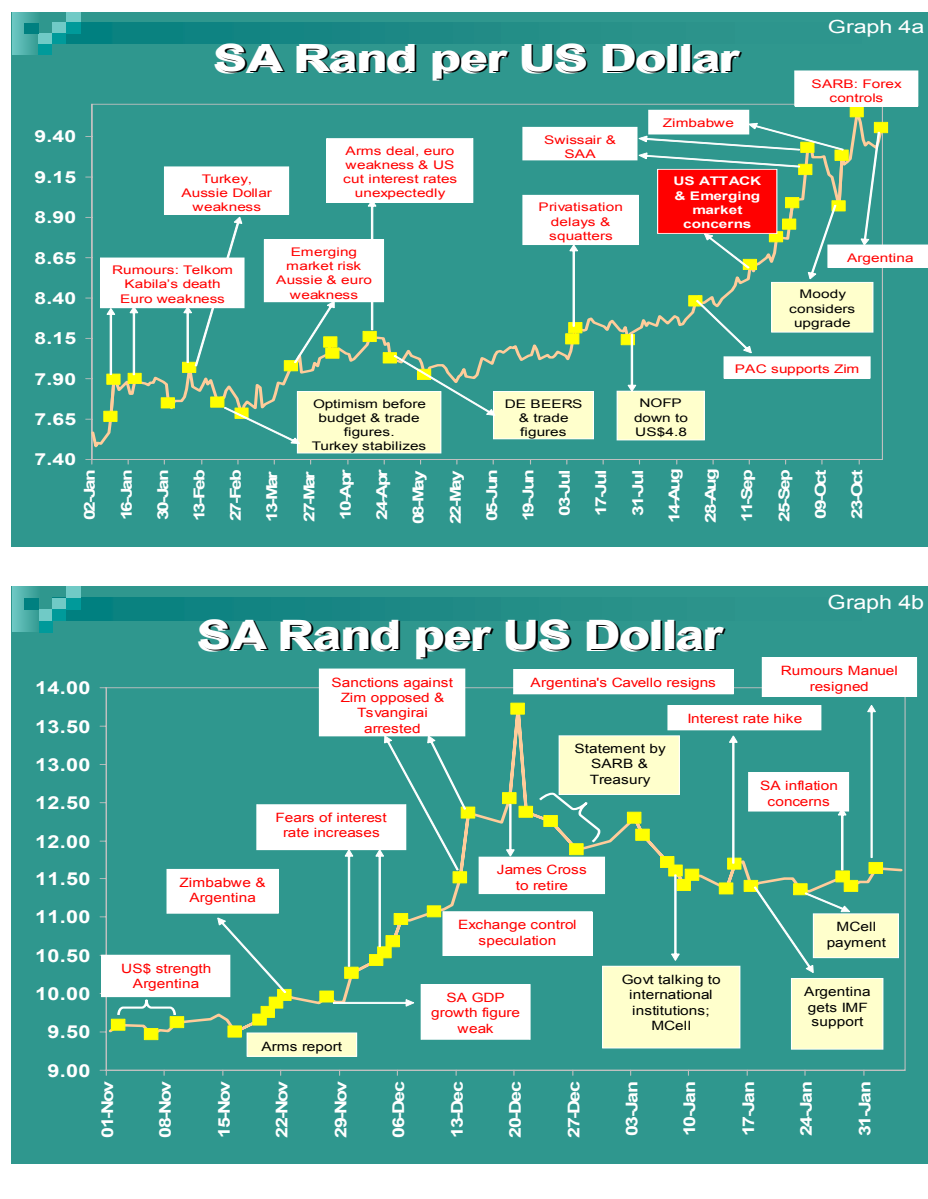 Graph 4a
SA Rand per US Dollar
SARB: Forex
controls
Zimbabwe
Swissair &
SAA
Arms deal, euro
weakness & US
cut interest rates
unexpectedly
Turkey,
Aussie Dollar
weakness
US ATTACK
& Emerging
market
concerns
Privatisation
delays &
squatters
Emerging
market risk
Aussie & euro
weakness
Rumours: Telkom
Kabila's death
Euro weakness
Argentina
Moody
considers
upgrade
PAC supports Zim
Optimism before
budget & trade
figures.
Turkey stabilizes
DE BEERS
& trade
figures
NOFP
down to
US$4.8
9.40
9.15
8.90
8.65
8.40
8.15
7.90
7.65
7.40
02-Jan
16-Jan
30-Jan
13-Feb
27-Feb
13-Mar
27-Mar
10-Apr
24-Apr
08-May
22-May
05-Jun
19-Jun
03-Jul
17-Jul
31-Jul
14-Aug
28-Aug
11-Sep
25-Sep
09-Oct
23-Oct
Graph 4b
SA Rand per US Dollar
Rumours Manuel
resigned
Sanctions against
Zim opposed &
Tsvangirai
arrested
Argentina's Cavello resigns
Interest rate hike
Statement by
SARB &
Treasury
SA inflation
concerns
Fears of interest
rate increases
James Cross
to retire
Zimbabwe &
Argentina
Exchange control
speculation
MCell
payment
US$ strength
Argentina
Govt talking to
international
institutions;
MCell
Argentina
gets IMF
support
SA GDP
growth figure
weak
Arms report
14.00
13.00
12.50
12.00
11.50
11.00
10.50
10.00
9.50
9.00
01-Nov
08-Nov
15-Nov
22-Nov
29-Nov
06-Dec
13-Dec
20-Dec
27-Dec
03-Jan
10-Jan
17-Jan
24-Jan
31-Jan